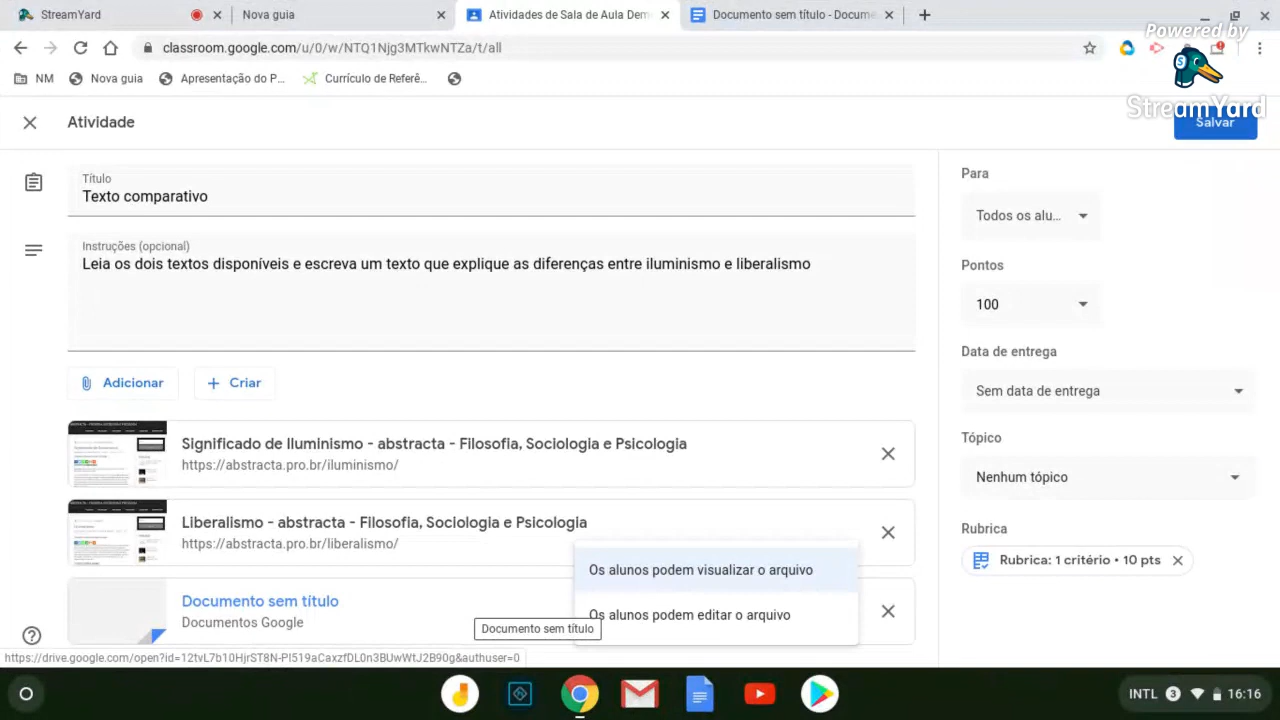 StreamYard
Nova guia
Atividades de Sala de Aula Dem
Documento sem título - Docume
classroom.google.com/u/0/w/NTQ1Njg3MTkwNTZa/t/all
Powered by
StreamYard
NM
Nova guia
Apresentação do P...
Currículo de Referê...
Atividade
Salvar
Título
Texto comparativo
Instruções (opcional)
Leia os dois textos disponíveis e escreva um texto que explique as diferenças entre iluminismo e liberalismo
Adicionar
Criar
Significado de Iluminismo - abstracta - Filosofia, Sociologia e Psicologia
https://abstracta.pro.br/iluminismo/
Liberalismo - abstracta - Filosofia, Sociologia e Psicologia
https://abstracta.pro.br/liberalismo/
Documento sem título
Documentos Google
Os alunos podem visualizar o arquivo
Os alunos podem editar o arquivo
Documento sem título
Para
Todos os alu...
Pontos
100
Data de entrega
Sem data de entrega
Tópico
Nenhum tópico
Rubrica
Rubrica: 1 critério • 10 pts
https://drive.google.com/open?id=12tvL7b10HjrST8N-PI519aCaxzfDL0n3BUwWtJ2B90g&authuser=0
INTL 3 16:16